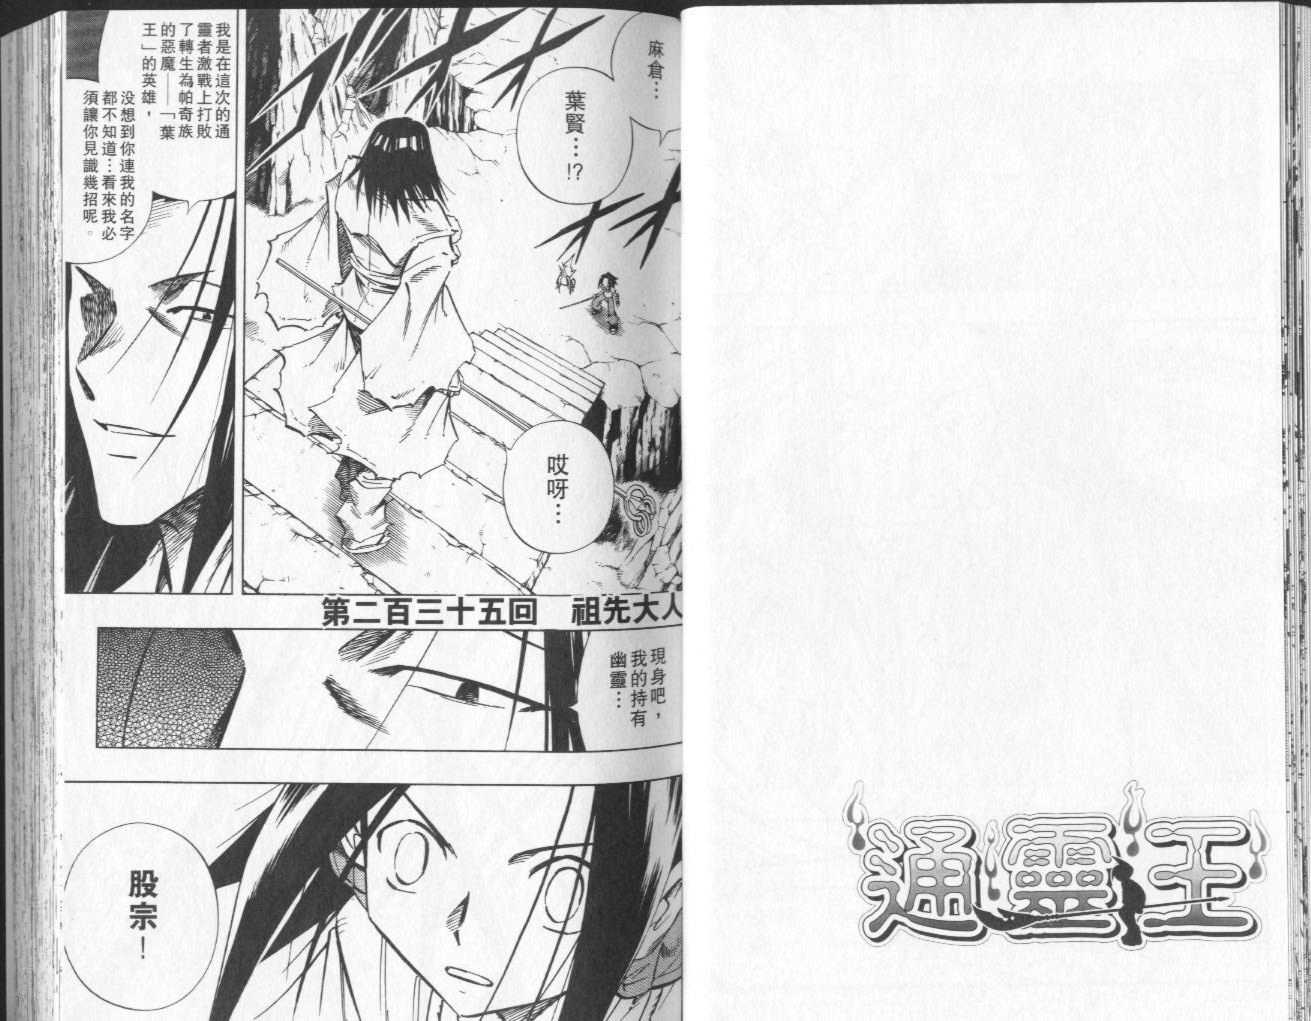 通靈王
麻倉…
葉賢…!?
哎呀…
我是在這次的通
靈者激戰上打敗
了轉生為帕奇族
的惡魔——「葉
王」的英雄，
没想到你連我的名字
都不知道…看來我必
須讓你見識幾招呢。
第二百三十五回　祖先大人
現身吧，
我的持有
幽靈…
股宗！